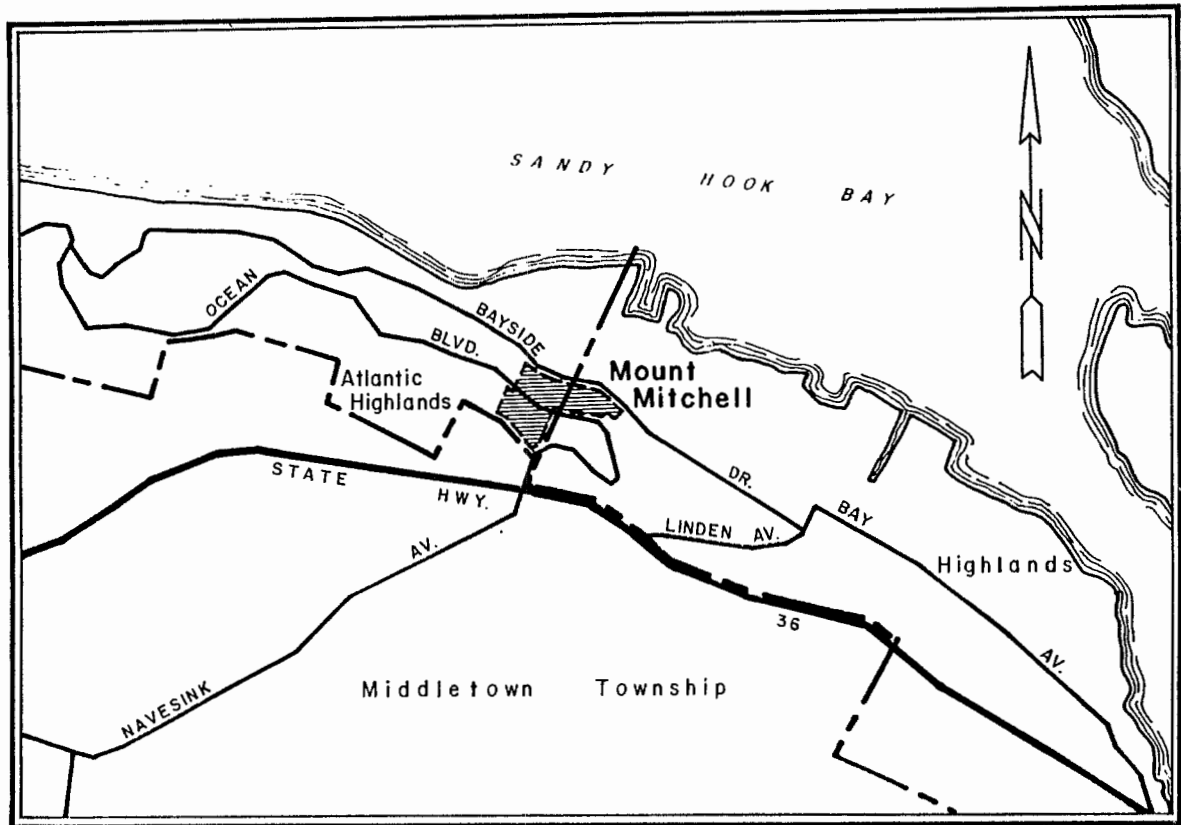 SANDY HOOK BAY
N
OCEAN BLVD.
BAYSIDE DR.
Mount
Mitchell
Atlantic
Highlands
STATE HWY. 36
NAVESINK AV.
LINDEN AV.
BAY AV.
Highlands
Middletown Township